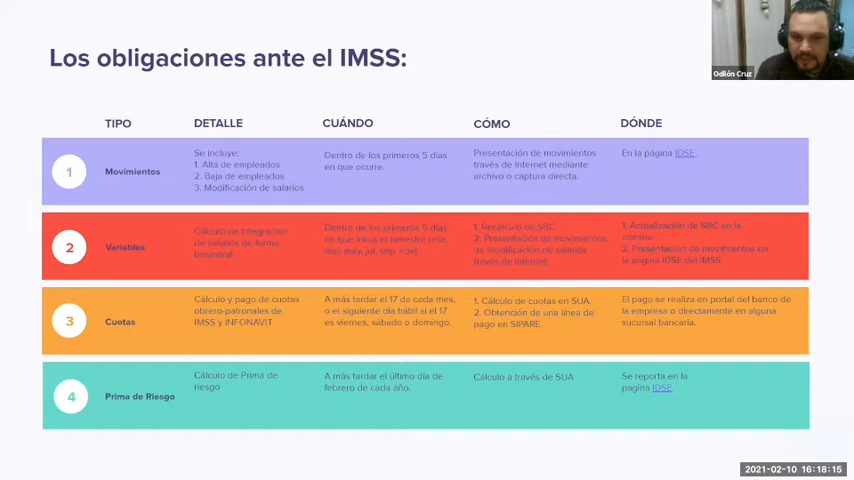 Los obligaciones ante el IMSS:
Odilón Cruz
TIPO
DETALLE
CUÁNDO
CÓMO
DÓNDE
1
Movimientos
Se incluye:
1. Alta de empleados
2. Baja de empleados
3. Modificación de salarios
Dentro de los primeros 5 días
en que ocurre.
Presentación de movimientos
través de Internet mediante
archivo o captura directa.
En la página IDSE.
2
Variables
Cálculo de Integración
de salarios de forma
bimestral
Dentro de los primeros 5 días
en que inicia el bimestre (ene,
mar, may, jul, sep, nov).
1. Recálculo de SBC
2. Presentación de movimientos
de modificación de salarios
través de Internet.
1. Actualización de SBC en la
nómina.
2. Presentación de movimientos en
la pagina IDSE del IMSS
3
Cuotas
Cálculo y pago de cuotas
obrero-patronales de
IMSS y INFONAVIT
A más tardar el 17 de cada mes,
o el siguiente día hábil si el 17
es viernes, sábado o domingo.
1. Cálculo de cuotas en SUA.
2. Obtención de una línea de
pago en SIPARE.
El pago se realiza en portal del banco de
la empresa o directamente en alguna
sucursal bancaria.
4
Prima de Riesgo
Cálculo de Prima de
riesgo
A más tardar el último día de
febrero de cada año.
Cálculo a través de SUA
Se reporta en la
pagina IDSE.
2021-02-10 16:18:15